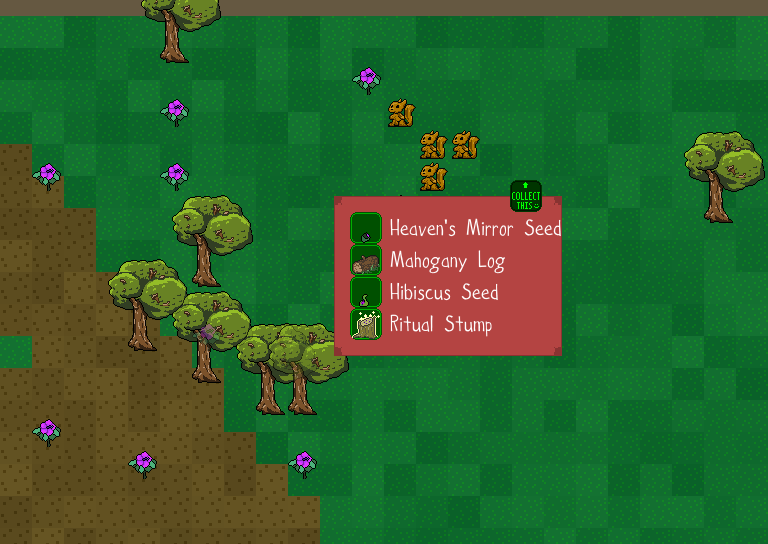 COLLECT
THIS
Heaven's Mirror Seed
Mahogany Log
Hibiscus Seed
Ritual Stump